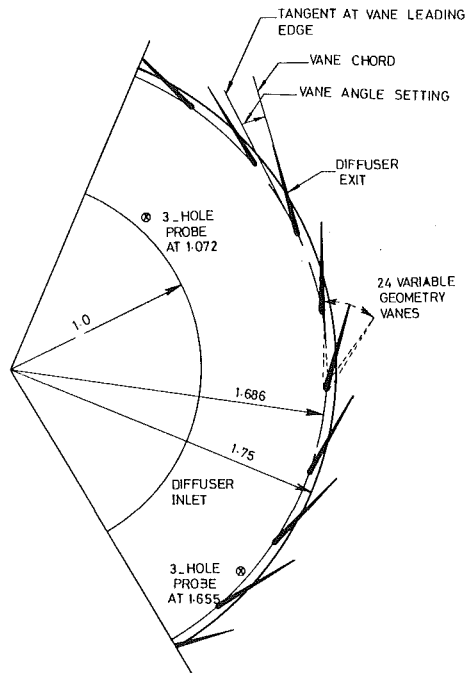 TANGENT AT VANE LEADING
EDGE
VANE CHORD
VANE ANGLE SETTING
DIFFUSER
EXIT
⊗ 3_HOLE
PROBE
AT 1·072
24 VARIABLE
GEOMETRY
VANES
1·0
1·686
1·75
DIFFUSER
INLET
3_HOLE ⊗
PROBE
AT 1·655